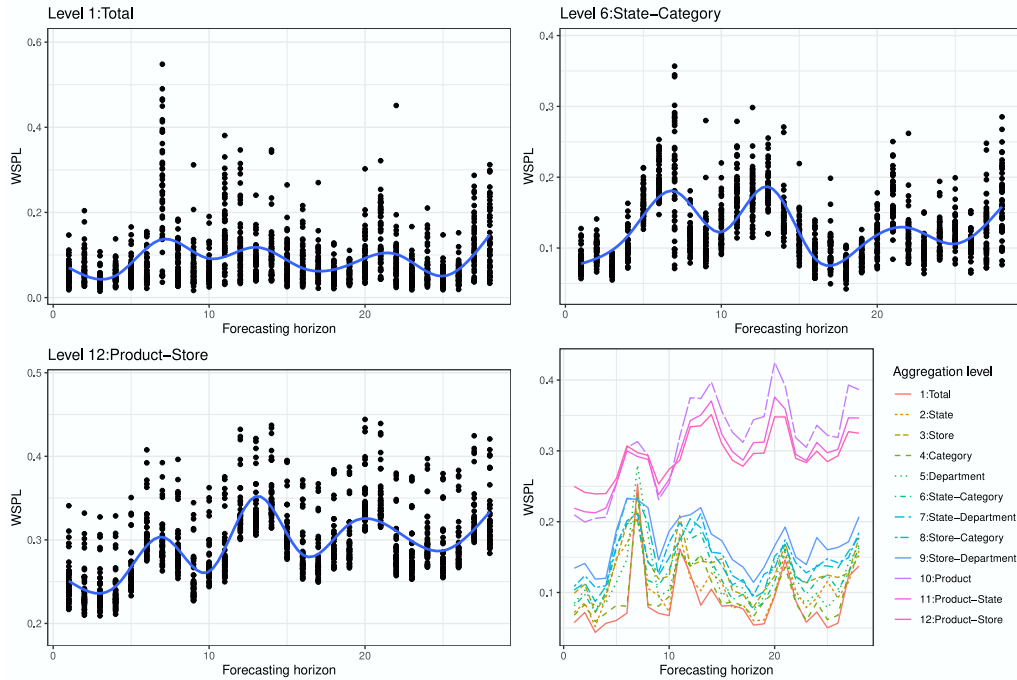 Level 1:Total
0.6
0.4
0.2
0.0
WSPL
0
10
20
Forecasting horizon
Level 6:State−Category
0.4
0.3
0.2
0.1
WSPL
0
10
20
Forecasting horizon
Level 12:Product−Store
0.5
0.4
0.3
0.2
WSPL
0
10
20
Forecasting horizon
0.4
0.3
0.2
0.1
WSPL
0
10
20
Forecasting horizon
Aggregation level
1:Total
2:State
3:Store
4:Category
5:Department
6:State−Category
7:State−Department
8:Store−Category
9:Store−Department
10:Product
11:Product−State
12:Product−Store